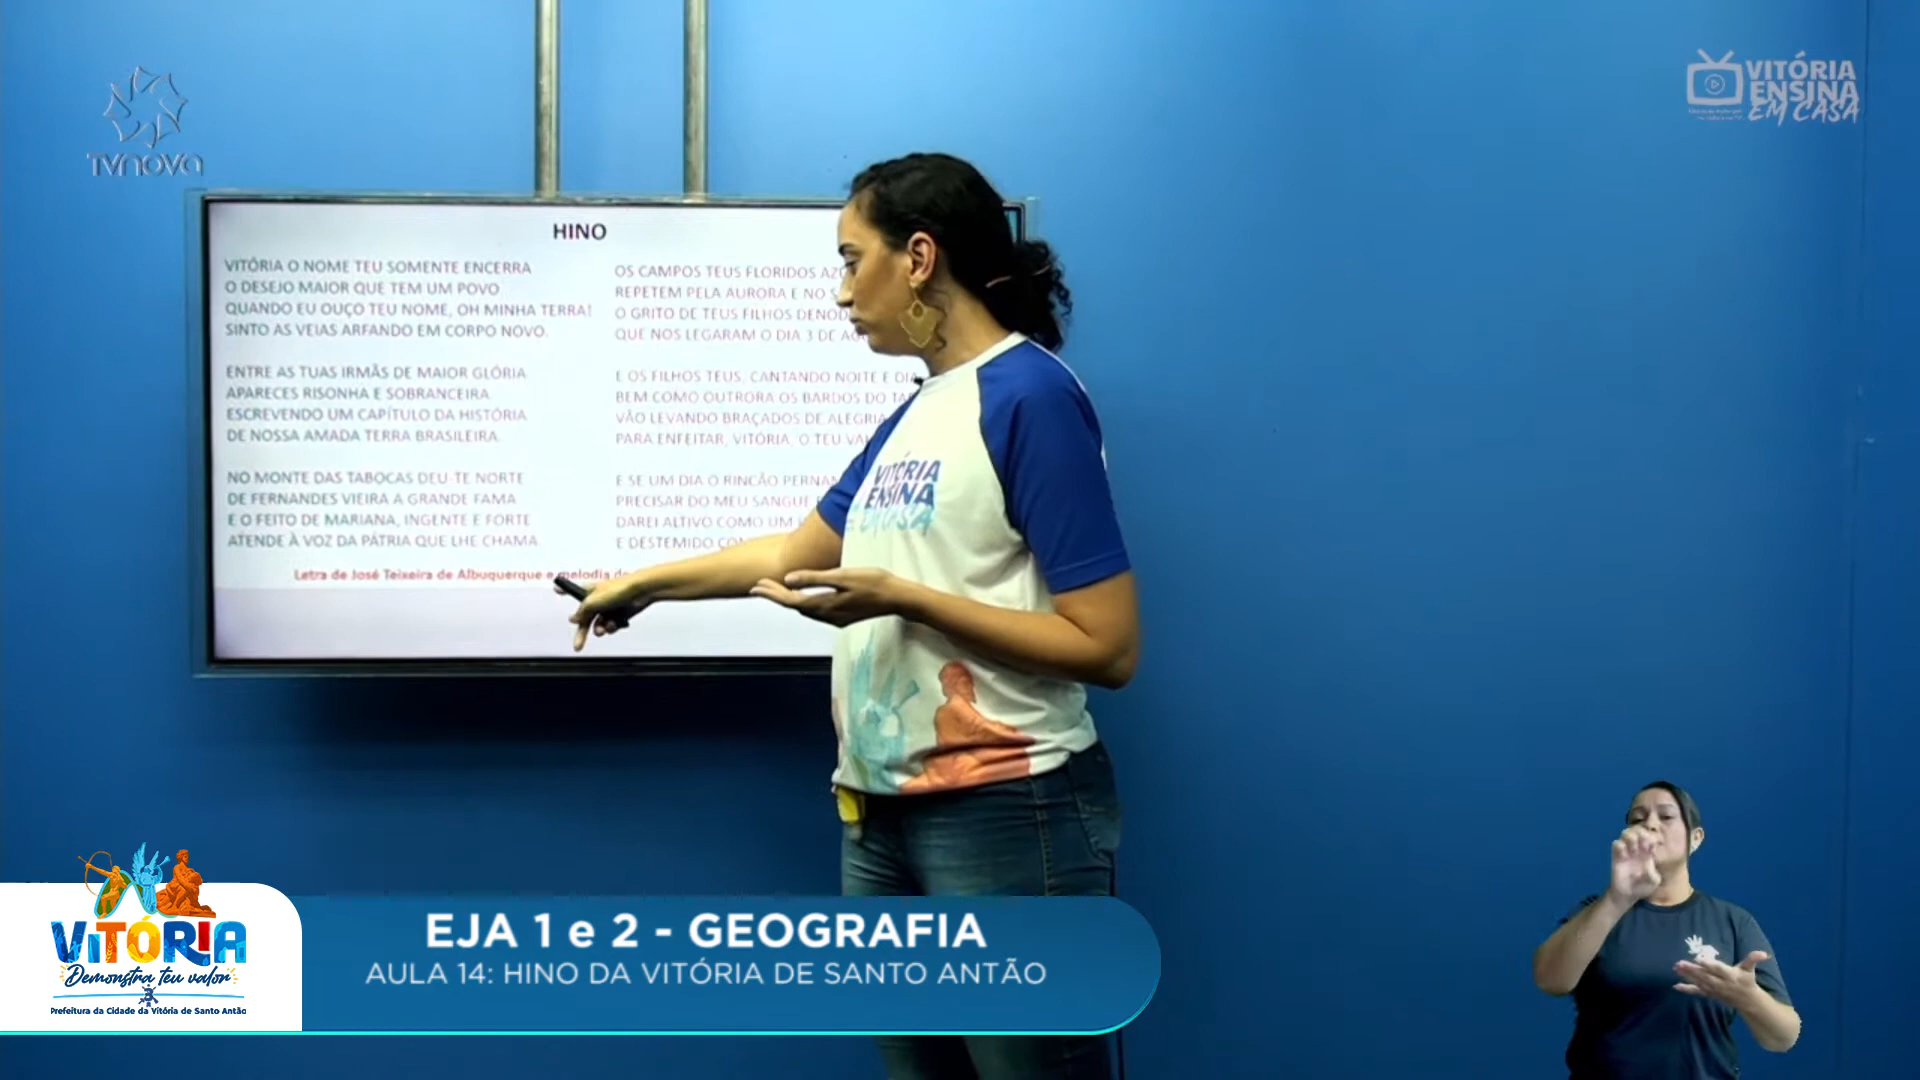 TVNOVA
VITÓRIA
ENSINA
EM CASA
HINO
VITÓRIA O NOME TEU SOMENTE ENCERRA
O DESEJO MAIOR QUE TEM UM POVO
QUANDO EU OUÇO TEU NOME, OH MINHA TERRA!
SINTO AS VEIAS ARFANDO EM CORPO NOVO.
ENTRE AS TUAS IRMÃS DE MAIOR GLÓRIA
APARECES RISONHA E SOBRANCEIRA
ESCREVENDO UM CAPÍTULO DA HISTÓRIA
DE NOSSA AMADA TERRA BRASILEIRA.
NO MONTE DAS TABOCAS DEU-TE NORTE
DE FERNANDES VIEIRA A GRANDE FAMA
E O FEITO DE MARIANA, INGENTE E FORTE
ATENDE À VOZ DA PÁTRIA QUE LHE CHAMA
OS CAMPOS TEUS FLORIDOS
REPETEM PELA AURORA E NO
O GRITO DE TEUS FILHOS
QUE NOS LEGARAM O DIA 3 DE
E OS FILHOS TEUS, CANTANDO NOITE E DIA
BEM COMO OUTRORA OS BARDOS DO
VÃO LEVANDO BRAÇADOS DE ALEGRIA
PARA ENFEITAR, VITÓRIA, O TEU
E SE UM DIA O RINCÃO
PRECISAR DO MEU SANGUE
DAREI ALTIVO COMO UM
E DESTEMIDO
Letra de José Teixeira de Albuquerque e melodia de
VITÓRIA
ENSINA
EM CASA
VITÓRIA
Demonstra teu valor
Prefeitura da Cidade da Vitória de Santo Antão
EJA 1 e 2 - GEOGRAFIA
AULA 14: HINO DA VITÓRIA DE SANTO ANTÃO